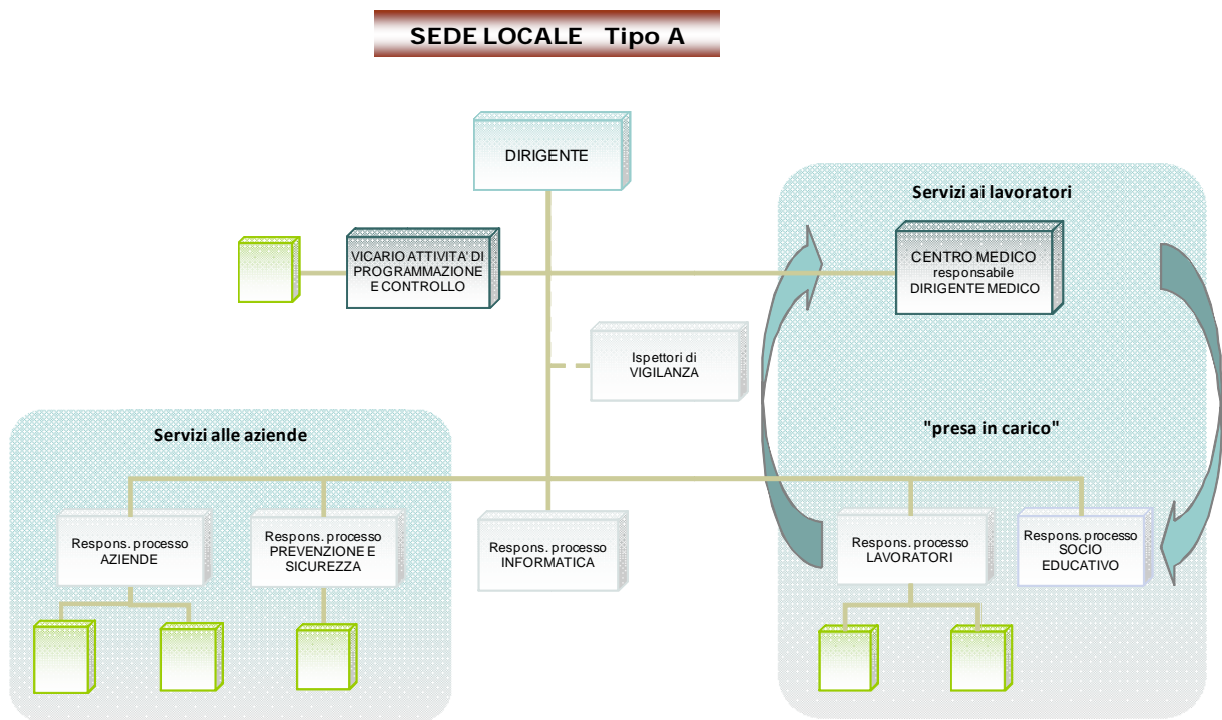 SEDE LOCALE Tipo A
DIRIGENTE
Servizi ai lavoratori
VICARIO ATTIVITA' DI
PROGRAMMAZIONE
E CONTROLLO
CENTRO MEDICO
responsabile
DIRIGENTE MEDICO
Ispettori di
VIGILANZA
Servizi alle aziende
"presa in carico"
Respons. processo
AZIENDE
Respons. processo
PREVENZIONE E
SICUREZZA
Respons. processo
INFORMATICA
Respons. processo
LAVORATORI
Respons. processo
SOCIO
EDUCATIVO